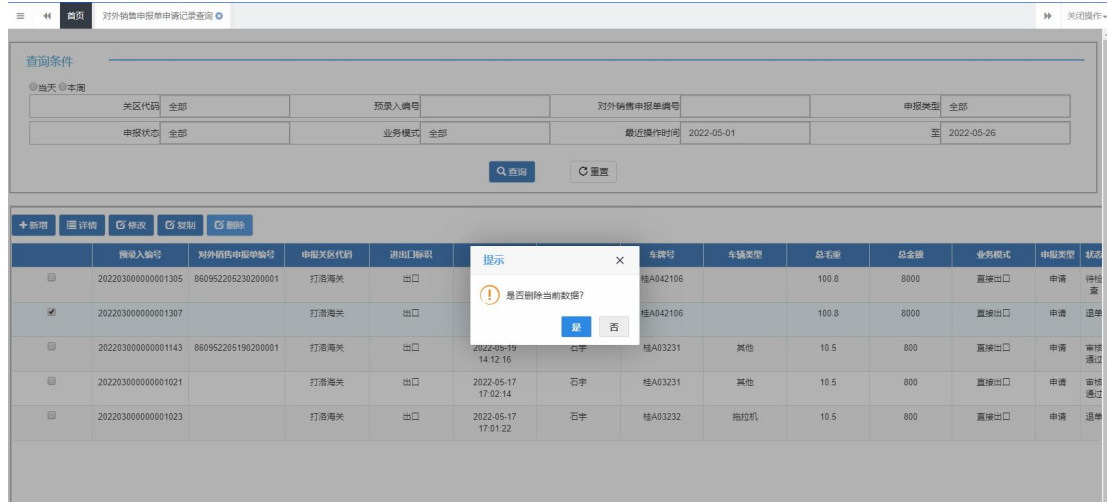 首页 对外销售申报单申请记录查询 关闭操作
查询条件
当天 本周
关区代码 全部 预录入编号 对外销售申报单编号 申报类型 全部
申报状态 全部 业务模式 全部 最近操作时间 2022-05-01 至 2022-05-26
查询 重置
新增 详情 修改 复制 删除
预录入编号 对外销售申报单编号 申报关区代码 进出口标识 车牌号 车辆类型 总毛重 总金额 业务模式 申报类型 状态
202203000000001305 860952205230200001 打洛海关 出口 桂A042106 100.8 8000 直接出口 申请 待检查
202203000000001307 打洛海关 出口 桂A042106 100.8 8000 直接出口 申请 退单
202203000000001143 860952205190200001 打洛海关 出口 2022-05-19 14:12:16 石宇 桂A03231 其他 10.5 800 直接出口 申请 审核通过
202203000000001021 打洛海关 出口 2022-05-17 17:02:14 石宇 桂A03231 其他 10.5 800 直接出口 申请 审核通过
202203000000001023 打洛海关 出口 2022-05-17 17:01:22 石宇 桂A03232 拖拉机 10.5 800 直接出口 申请 退单
提示
是否删除当前数据?
是 否